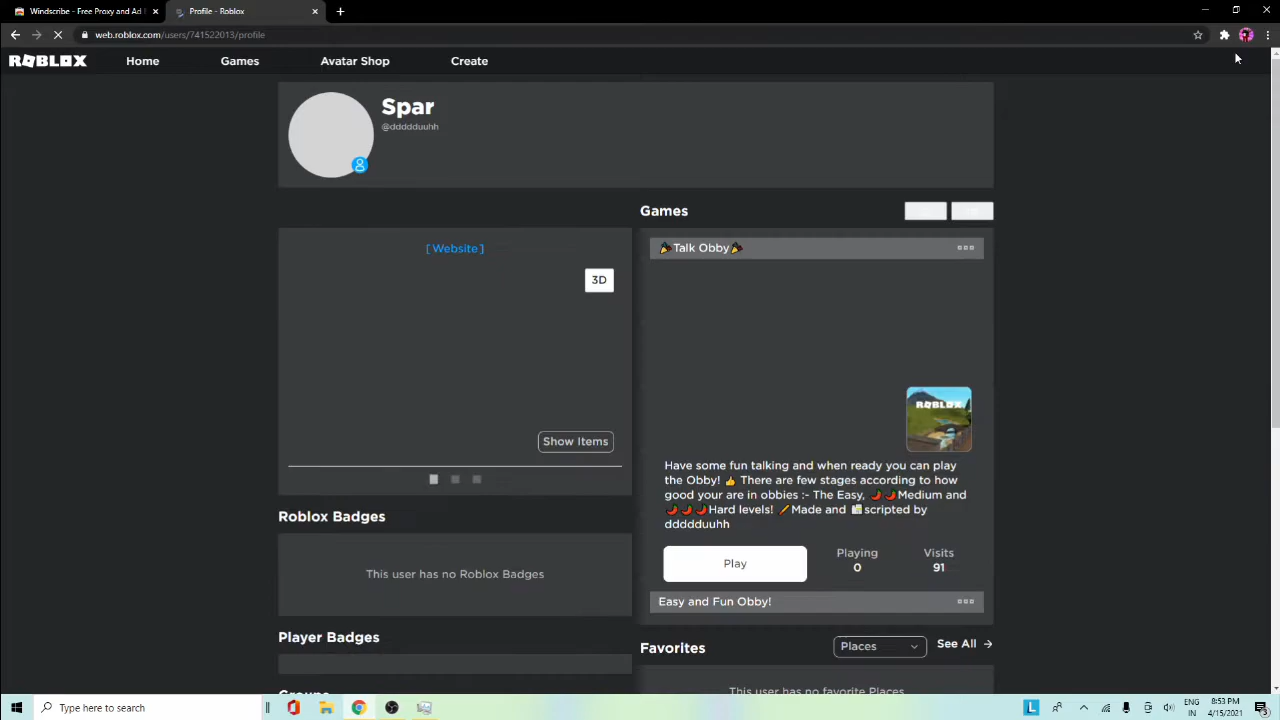 Windscribe - Free Proxy and Ad
Profile - Roblox
web.roblox.com/users/741522013/profile
ROBLOX
Home
Games
Avatar Shop
Create
Spar
@ddddduuhh
[ Website ]
3D
Show Items
Roblox Badges
This user has no Roblox Badges
Player Badges
Games
🎉Talk Obby🎉
ROBLOX
Have some fun talking and when ready you can play
the Obby! 👍 There are few stages according to how
good your are in obbies :- The Easy, 🌶️🌶️Medium and
🌶️🌶️🌶️Hard levels! 🖌️Made and 📜scripted by
ddddduuhh
Play
Playing
0
Visits
91
Easy and Fun Obby!
Favorites
Places
See All →
This user has no favorite Places
Type here to search
L
ENG
IN
8:53 PM
4/15/2021